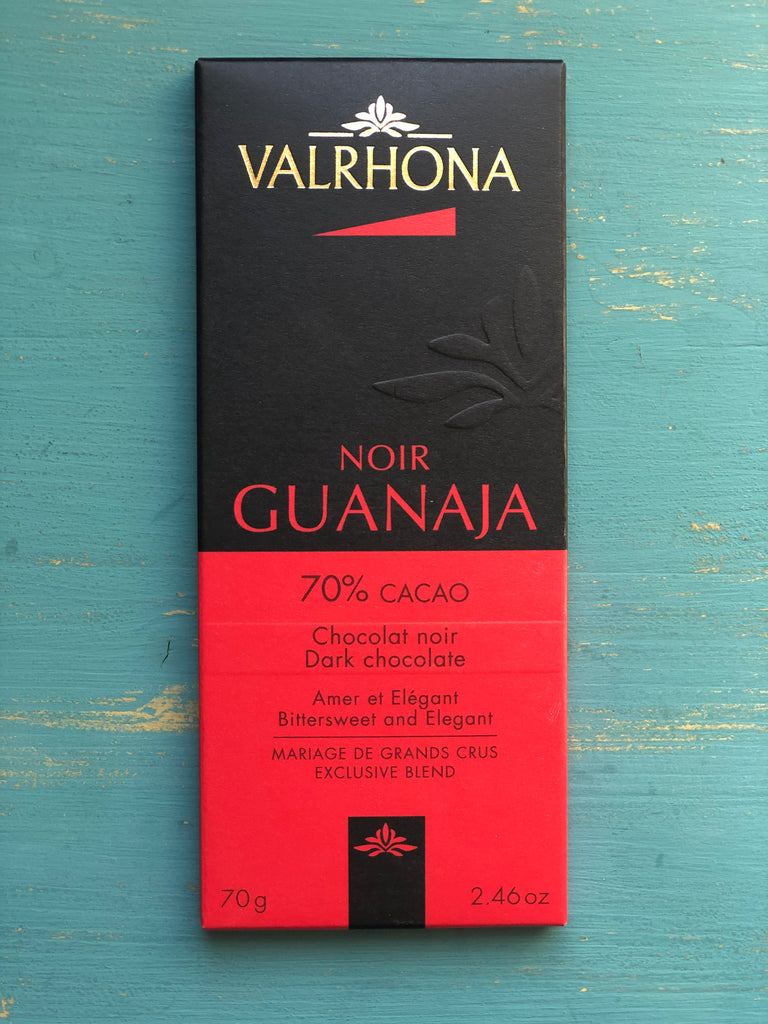 VALRHONA
NOIR
GUANAJA
70% CACAO
Chocolat noir
Dark chocolate
Amer et Elégant
Bittersweet and Elegant
MARIAGE DE GRANDS CRUS
EXCLUSIVE BLEND
70g 2.46oz